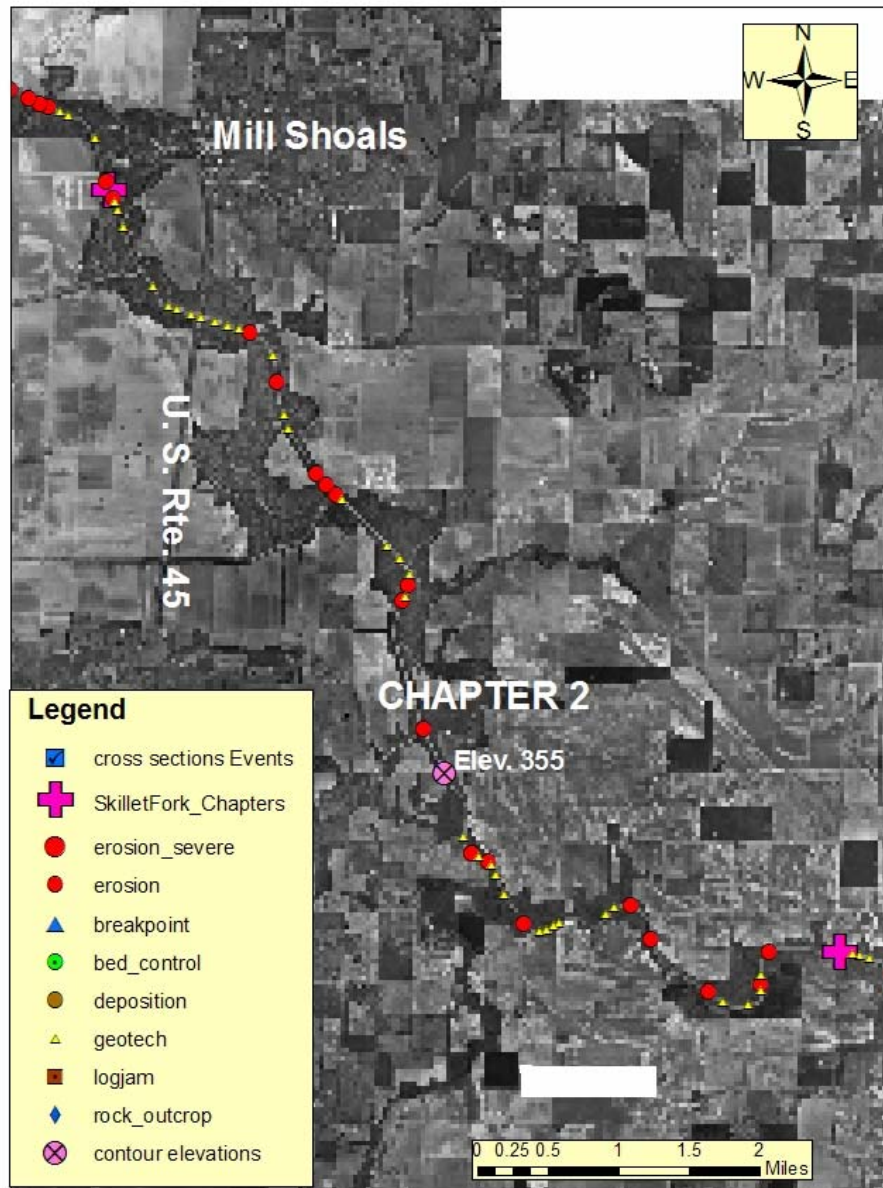 N
W E
S
Mill Shoals
U. S. Rte. 45
CHAPTER 2
Elev. 355
Legend
cross sections Events
SkilletFork_Chapters
erosion_severe
erosion
breakpoint
bed_control
deposition
geotech
logjam
rock_outcrop
contour elevations
0 0.25 0.5 1 1.5 2
Miles